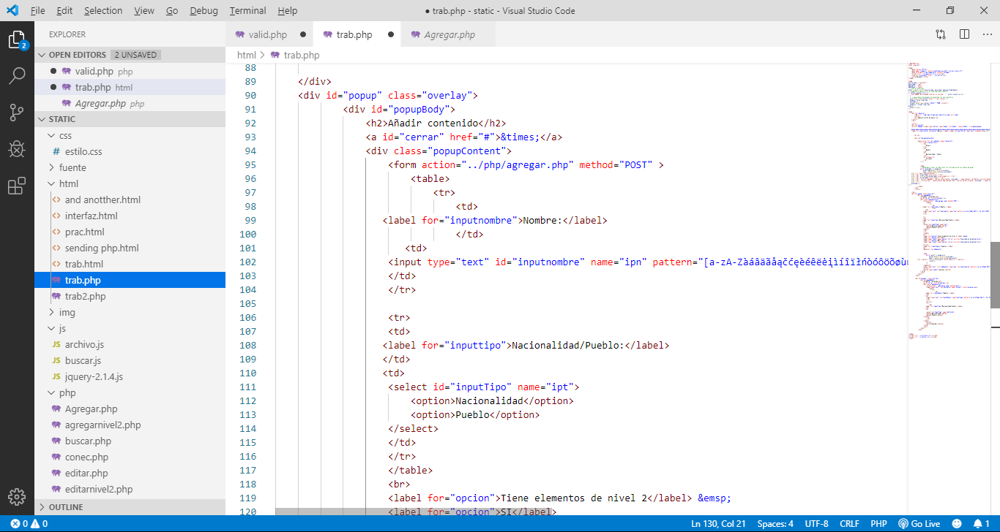 File Edit Selection View Go Debug Terminal Help
● trab.php - static - Visual Studio Code
2
EXPLORER
OPEN EDITORS 2 UNSAVED
valid.php php
trab.php html
Agregar.php php
STATIC
css
# estilo.css
fuente
html
<> and anotther.html
<> interfaz.html
<> prac.html
<> sending php.html
<> trab.html
trab.php
trab2.php
img
js
JS archivo.js
JS buscar.js
JS jquery-2.1.4.js
php
Agregar.php
agregarnivel2.php
buscar.php
conec.php
editar.php
editarnivel2.php
OUTLINE
valid.php ● trab.php ● Agregar.php
html > trab.php
88
89 </div>
90 <div id="popup" class="overlay">
91 <div id="popupBody">
92 <h2>Añadir contenido</h2>
93 <a id="cerrar" href="#">&times;</a>
94 <div class="popupContent">
95 <form action="../php/agregar.php" method="POST" >
96 <table>
97 <tr>
98 <td>
99 <label for="inputnombre">Nombre:</label>
100 </td>
101 <td>
102 <input type="text" id="inputnombre" name="ipn" pattern="[a-zA-ZàáâäãåąčćęèéêëėįìíîïłńòóôöõøùU
103 </td>
104 </tr>
105
106 <tr>
107 <td>
108 <label for="inputtipo">Nacionalidad/Pueblo:</label>
109 </td>
110 <td>
111 <select id="inputTipo" name="ipt">
112 <option>Nacionalidad</option>
113 <option>Pueblo</option>
114 </select>
115 </td>
116 </tr>
117 </table>
118 <br>
119 <label for="opcion">Tiene elementos de nivel 2</label> &emsp;
120 <label for="opcion">SI</label>
0 0
Ln 130, Col 21 Spaces: 4 UTF-8 CRLF PHP Go Live 1